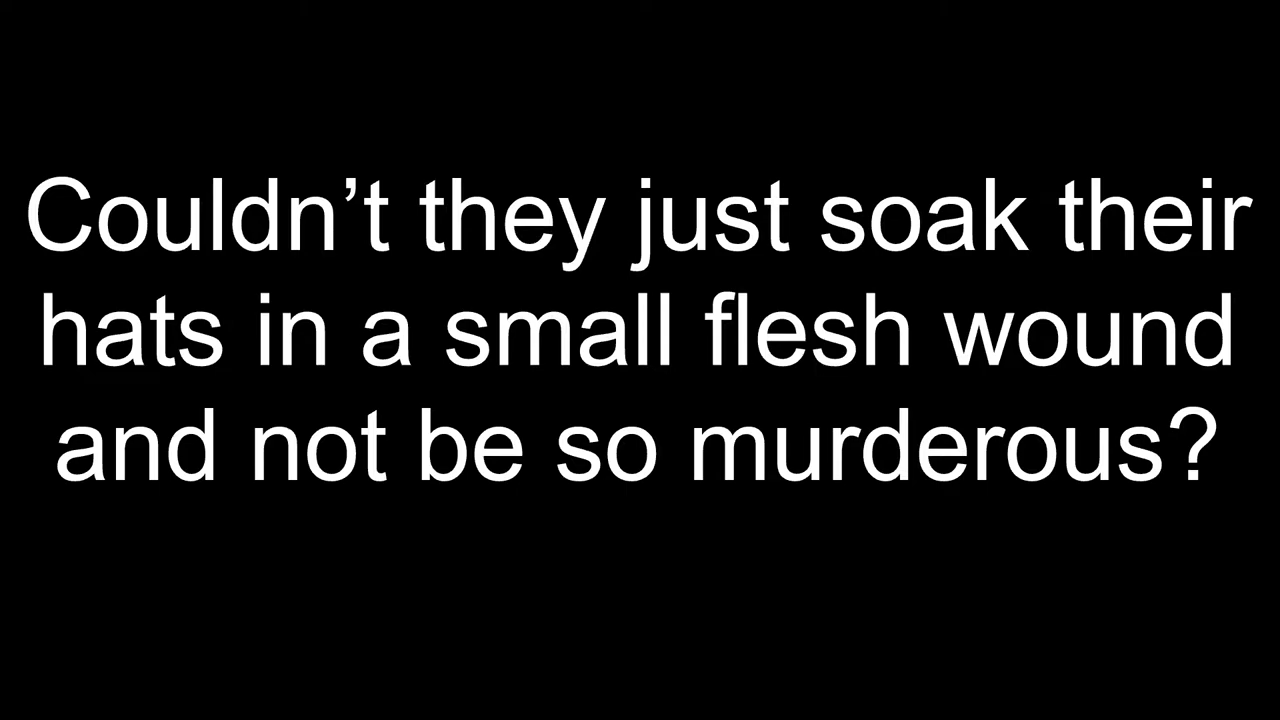 Couldn’t they just soak their
hats in a small flesh wound
and not be so murderous?